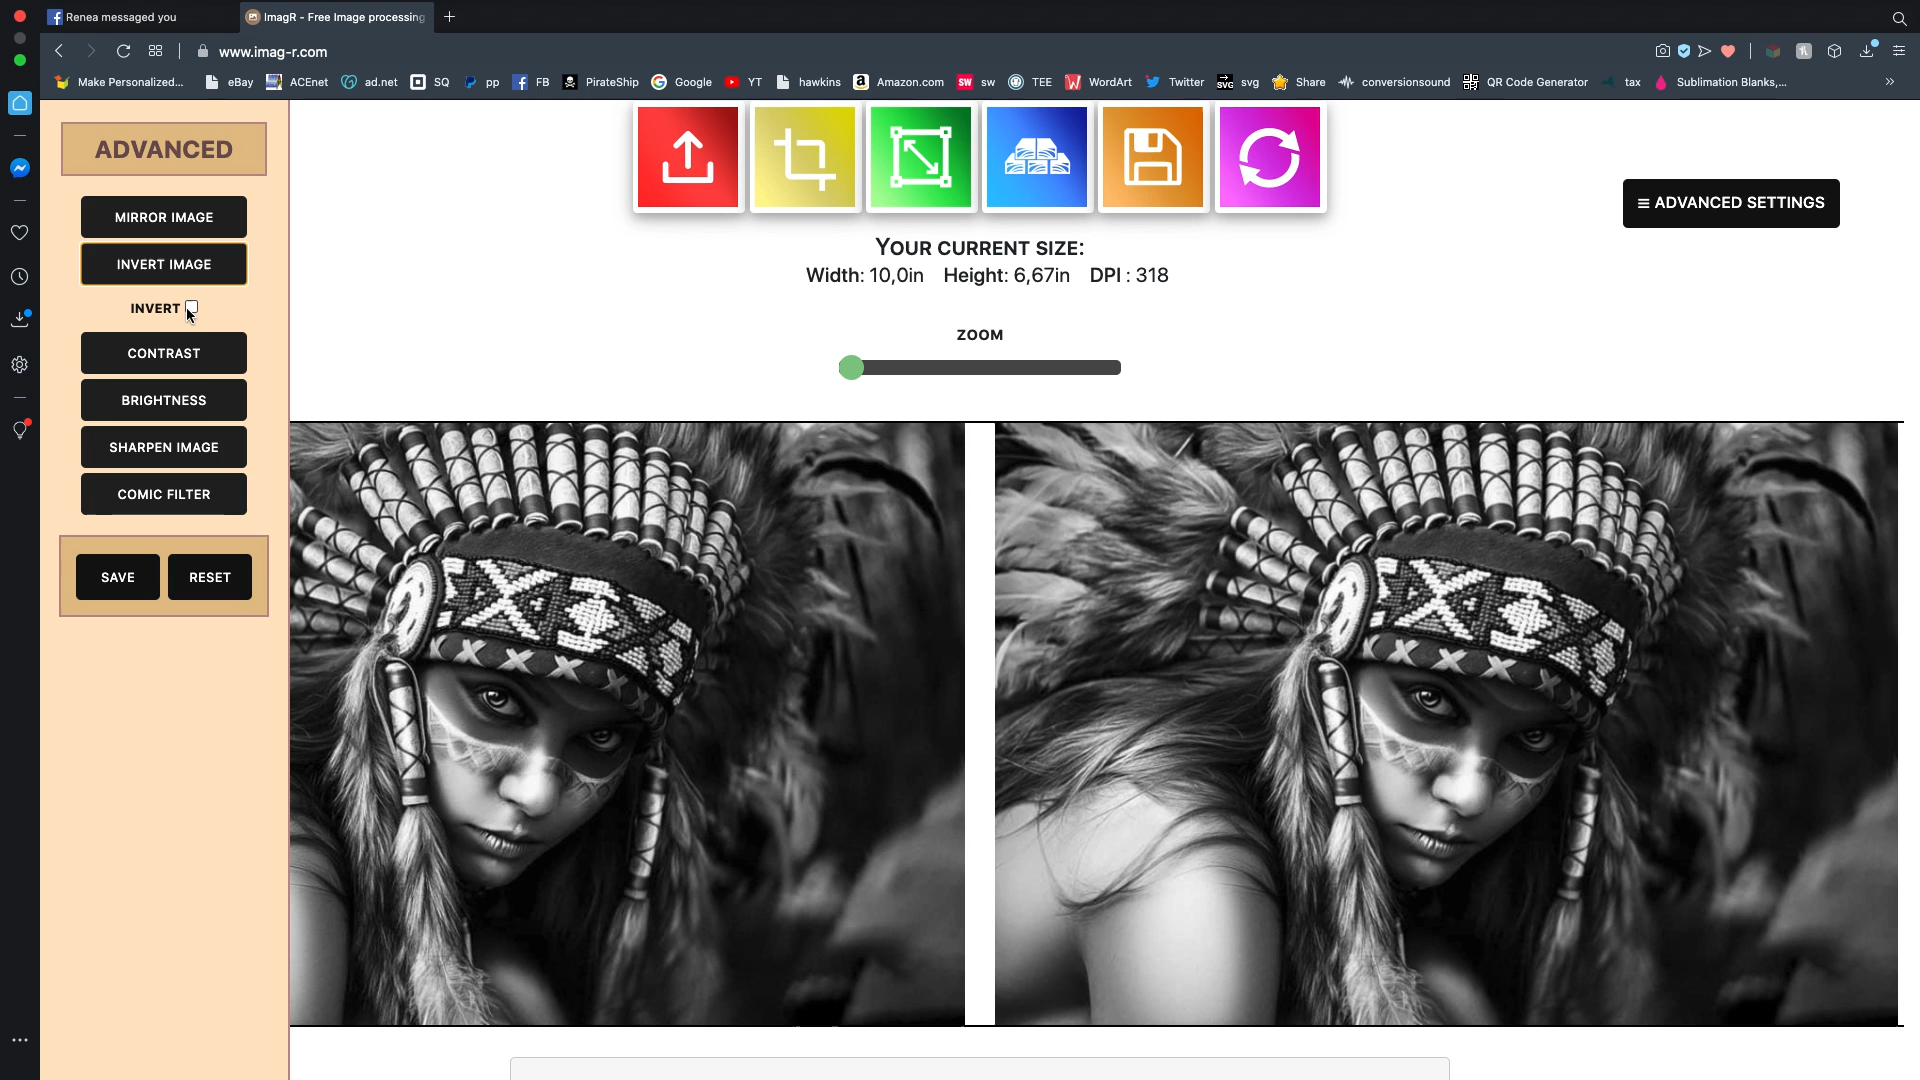 Renea messaged you
ImagR - Free Image processing
www.imag-r.com
Make Personalized...
eBay
ACEnet
ad.net
SQ
pp
FB
PirateShip
Google
YT
hawkins
Amazon.com
SW sw
TEE
WordArt
Twitter
SVG svg
Share
conversionsound
QR Code Generator
tax
Sublimation Blanks,...
ADVANCED
MIRROR IMAGE
INVERT IMAGE
INVERT
CONTRAST
BRIGHTNESS
SHARPEN IMAGE
COMIC FILTER
SAVE
RESET
YOUR CURRENT SIZE:
Width: 10,0in Height: 6,67in DPI : 318
ZOOM
≡ ADVANCED SETTINGS